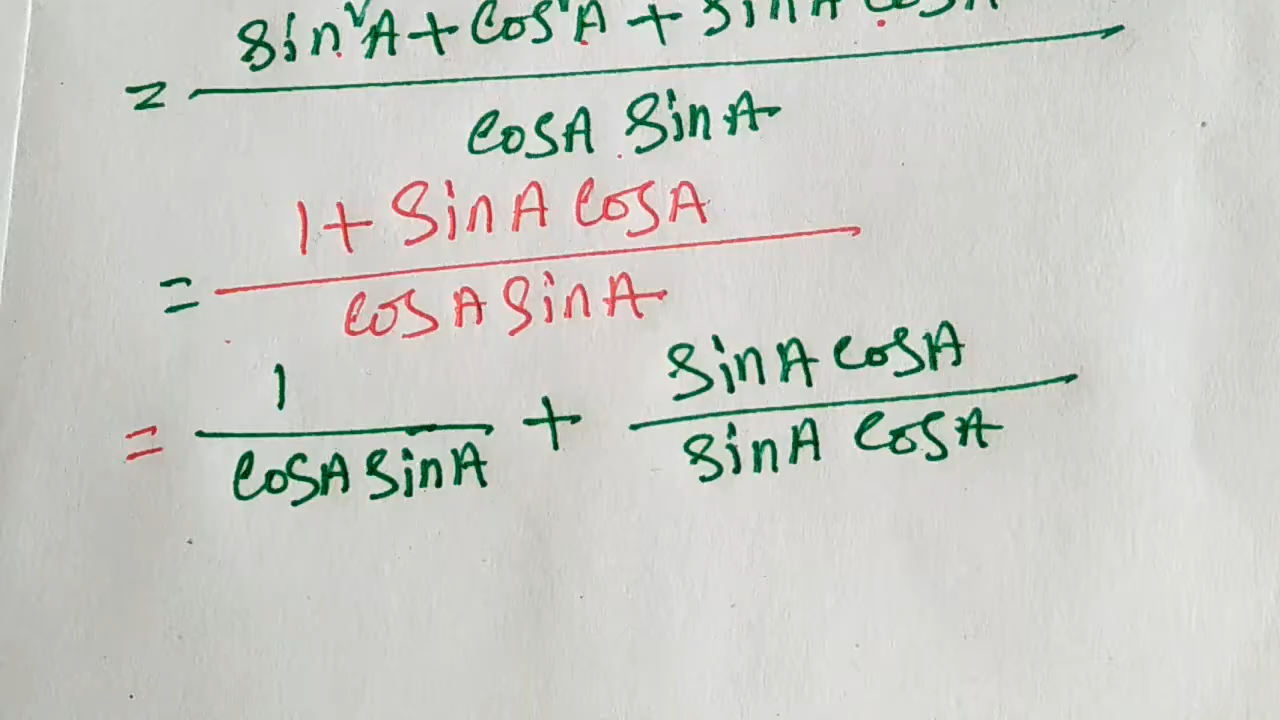 = sin²A + cos²A + sinA cosA
cosA sinA
1 + sinA cosA
= cosA sinA
= 1/cosA sinA + sinA cosA/sinA cosA